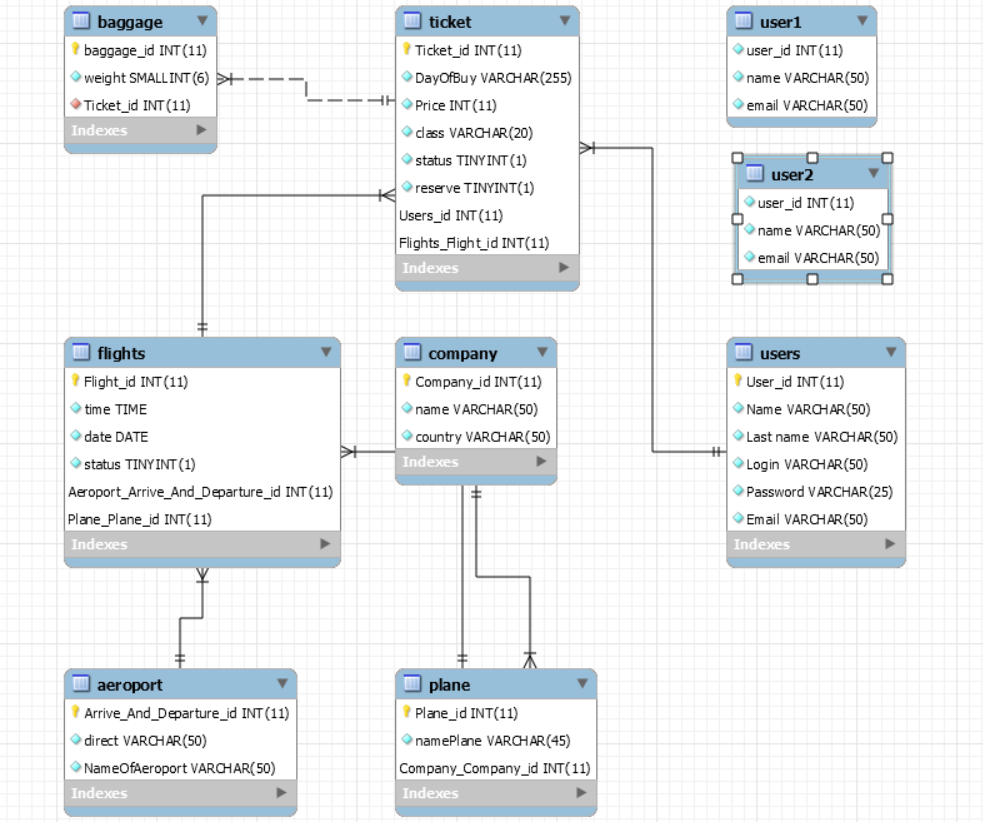 baggage
baggage_id INT(11)
weight SMALLINT(6)
Ticket_id INT(11)
Indexes
ticket
Ticket_id INT(11)
DayOfBuy VARCHAR(255)
Price INT(11)
class VARCHAR(20)
status TINYINT(1)
reserve TINYINT(1)
Users_id INT(11)
Flights_Flight_id INT(11)
Indexes
user1
user_id INT(11)
name VARCHAR(50)
email VARCHAR(50)
user2
user_id INT(11)
name VARCHAR(50)
email VARCHAR(50)
flights
Flight_id INT(11)
time TIME
date DATE
status TINYINT(1)
Aeroport_Arrive_And_Departure_id INT(11)
Plane_Plane_id INT(11)
Indexes
company
Company_id INT(11)
name VARCHAR(50)
country VARCHAR(50)
Indexes
users
User_id INT(11)
Name VARCHAR(50)
Last name VARCHAR(50)
Login VARCHAR(50)
Password VARCHAR(25)
Email VARCHAR(50)
Indexes
aeroport
Arrive_And_Departure_id INT(11)
direct VARCHAR(50)
NameOfAeroport VARCHAR(50)
Indexes
plane
Plane_id INT(11)
namePlane VARCHAR(45)
Company_Company_id INT(11)
Indexes